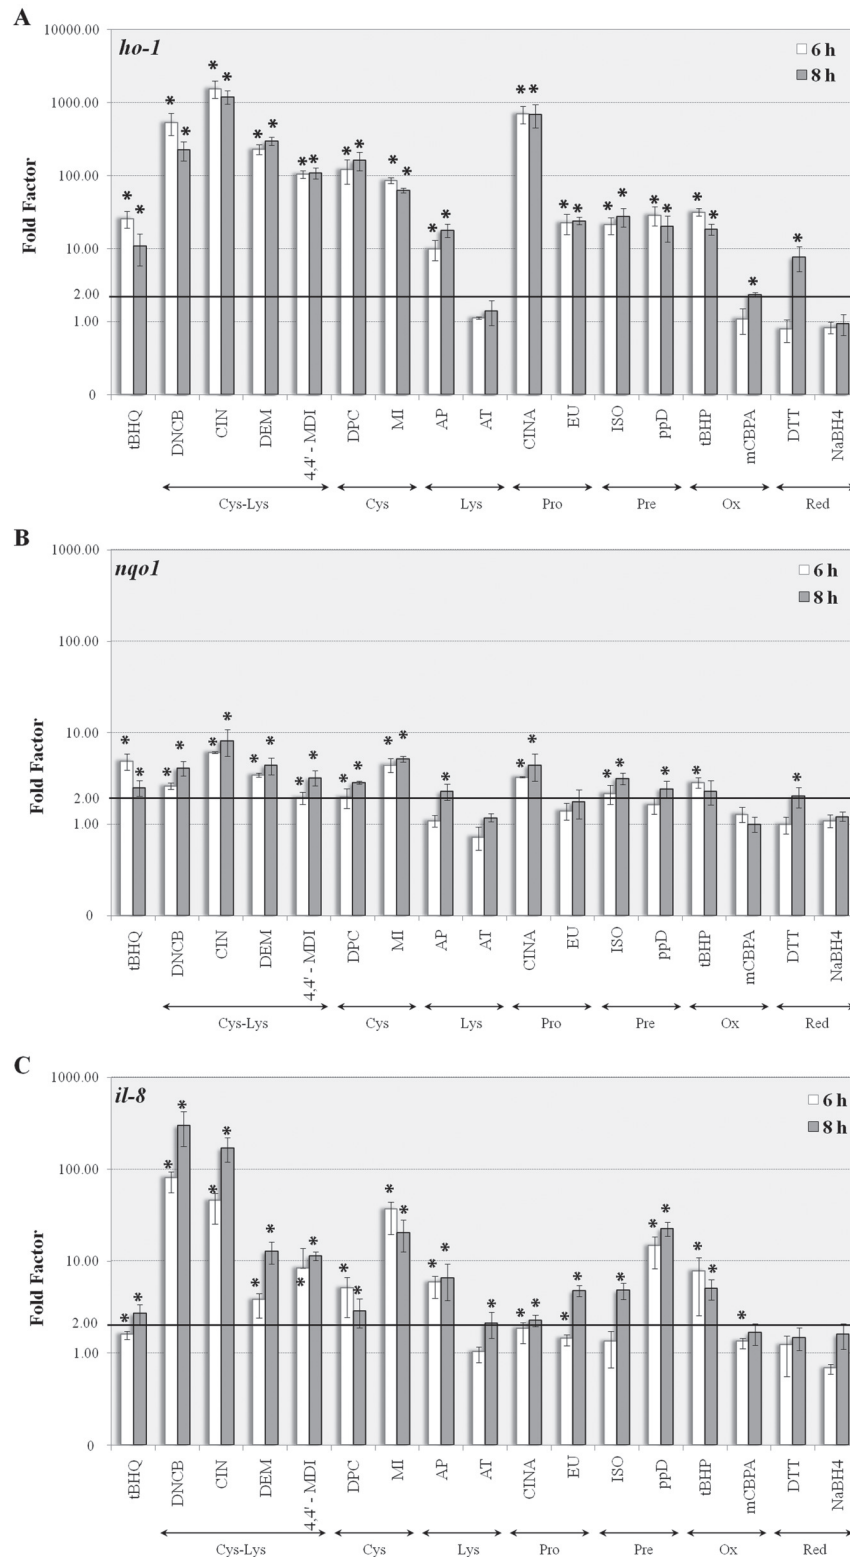 A
ho-1
6 h
8 h
Fold Factor
10000.00
1000.00
100.00
10.00
2.00
1.00
0
* * * * * * * * * * * * * * * * * * * * * * * * * * * *
tBHQ DNCB CIN DEM 4,4' - MDI DPC MI AP AT CINA EU ISO ppD tBHP mCBPA DTT NaBH4
Cys-Lys Cys Lys Pro Pre Ox Red
B
nqo1
6 h
8 h
Fold Factor
1000.00
100.00
10.00
2.00
1.00
0
* * * * * * * * * * * * * * * * * * * * * * *
tBHQ DNCB CIN DEM 4,4' - MDI DPC MI AP AT CINA EU ISO ppD tBHP mCBPA DTT NaBH4
Cys-Lys Cys Lys Pro Pre Ox Red
C
il-8
6 h
8 h
Fold Factor
1000.00
100.00
10.00
2.00
1.00
0
* * * * * * * * * * * * * * * * * * * * * * * * * * *
tBHQ DNCB CIN DEM 4,4' - MDI DPC MI AP AT CINA EU ISO ppD tBHP mCBPA DTT NaBH4
Cys-Lys Cys Lys Pro Pre Ox Red